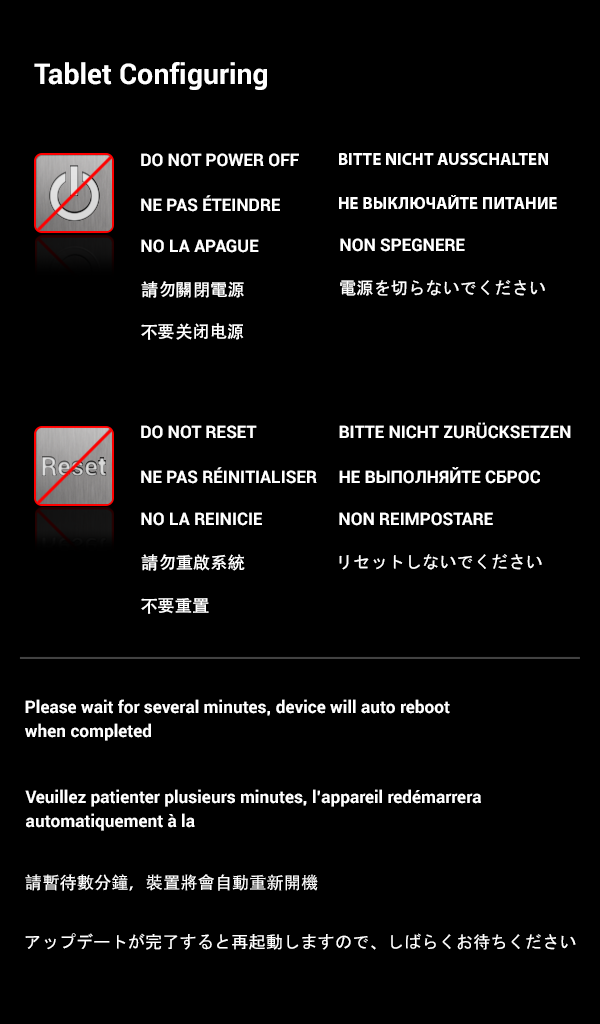 Tablet Configuring
DO NOT POWER OFF
BITTE NICHT AUSSCHALTEN
NE PAS ÉTEINDRE
НЕ ВЫКЛЮЧАЙТЕ ПИТАНИЕ
NO LA APAGUE
NON SPEGNERE
請勿關閉電源
電源を切らないでください
不要关闭电源
Reset
DO NOT RESET
BITTE NICHT ZURÜCKSETZEN
NE PAS RÉINITIALISER
НЕ ВЫПОЛНЯЙТЕ СБРОС
NO LA REINICIE
NON REIMPOSTARE
請勿重啟系統
リセットしないでください
不要重置
Please wait for several minutes, device will auto reboot
when completed
Veuillez patienter plusieurs minutes, l'appareil redémarrera
automatiquement à la
請暫待數分鐘，裝置將會自動重新開機
アップデートが完了すると再起動しますので、しばらくお待ちください